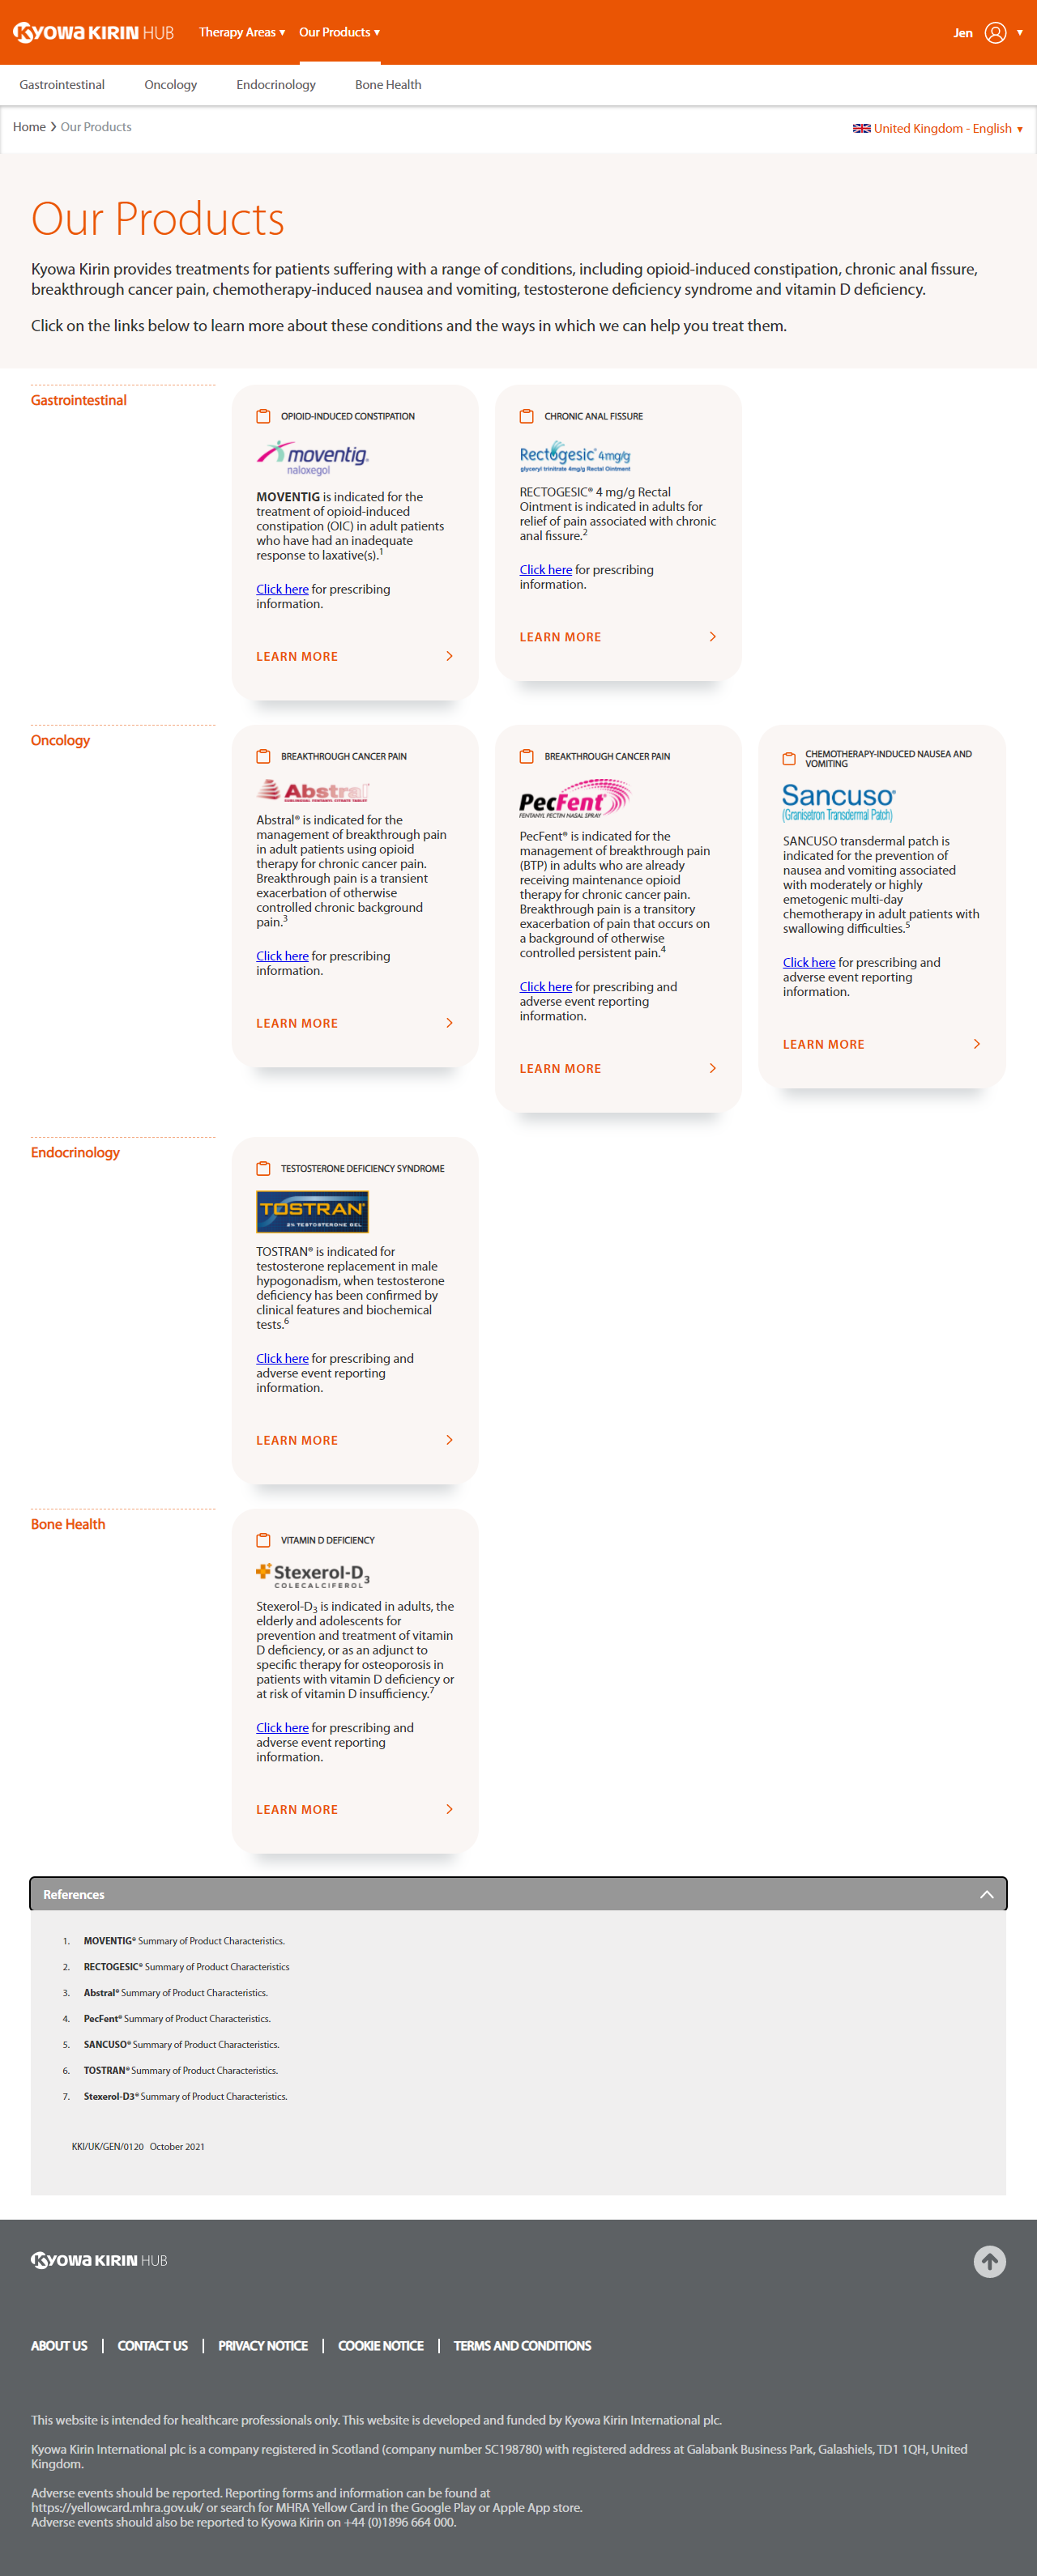 KYOWA KIRIN HUB
Therapy Areas ▼
Our Products ▼
Jen ▼
Gastrointestinal
Oncology
Endocrinology
Bone Health
Home > Our Products
United Kingdom - English ▼
Our Products
Kyowa Kirin provides treatments for patients suffering with a range of conditions, including opioid-induced constipation, chronic anal fissure,
breakthrough cancer pain, chemotherapy-induced nausea and vomiting, testosterone deficiency syndrome and vitamin D deficiency.
Click on the links below to learn more about these conditions and the ways in which we can help you treat them.
Gastrointestinal
OPIOID-INDUCED CONSTIPATION
moventig®
naloxegol
MOVENTIG is indicated for the
treatment of opioid-induced
constipation (OIC) in adult patients
who have had an inadequate
response to laxative(s).1
Click here for prescribing
information.
LEARN MORE
CHRONIC ANAL FISSURE
Rectogesic® 4mg/g
glyceryl trinitrate 4mg/g Rectal Ointment
RECTOGESIC® 4 mg/g Rectal
Ointment is indicated in adults for
relief of pain associated with chronic
anal fissure.2
Click here for prescribing
information.
LEARN MORE
Oncology
BREAKTHROUGH CANCER PAIN
Abstral
SUBLINGUAL FENTANYL CITRATE TABLET
Abstral® is indicated for the
management of breakthrough pain
in adult patients using opioid
therapy for chronic cancer pain.
Breakthrough pain is a transient
exacerbation of otherwise
controlled chronic background
pain.3
Click here for prescribing
information.
LEARN MORE
BREAKTHROUGH CANCER PAIN
PecFent®
FENTANYL PECTIN NASAL SPRAY
PecFent® is indicated for the
management of breakthrough pain
(BTP) in adults who are already
receiving maintenance opioid
therapy for chronic cancer pain.
Breakthrough pain is a transitory
exacerbation of pain that occurs on
a background of otherwise
controlled persistent pain.4
Click here for prescribing and
adverse event reporting
information.
LEARN MORE
CHEMOTHERAPY-INDUCED NAUSEA AND
VOMITING
Sancuso®
(Granisetron Transdermal Patch)
SANCUSO transdermal patch is
indicated for the prevention of
nausea and vomiting associated
with moderately or highly
emetogenic multi-day
chemotherapy in adult patients with
swallowing difficulties.5
Click here for prescribing and
adverse event reporting
information.
LEARN MORE
Endocrinology
TESTOSTERONE DEFICIENCY SYNDROME
TOSTRAN®
2% TESTOSTERONE GEL
TOSTRAN® is indicated for
testosterone replacement in male
hypogonadism, when testosterone
deficiency has been confirmed by
clinical features and biochemical
tests.6
Click here for prescribing and
adverse event reporting
information.
LEARN MORE
Bone Health
VITAMIN D DEFICIENCY
Stexerol-D3
COLECALCIFEROL
Stexerol-D3 is indicated in adults, the
elderly and adolescents for
prevention and treatment of vitamin
D deficiency, or as an adjunct to
specific therapy for osteoporosis in
patients with vitamin D deficiency or
at risk of vitamin D insufficiency.7
Click here for prescribing and
adverse event reporting
information.
LEARN MORE
References
1. MOVENTIG® Summary of Product Characteristics.
2. RECTOGESIC® Summary of Product Characteristics
3. Abstral® Summary of Product Characteristics.
4. PecFent® Summary of Product Characteristics.
5. SANCUSO® Summary of Product Characteristics.
6. TOSTRAN® Summary of Product Characteristics.
7. Stexerol-D3® Summary of Product Characteristics.
KKI/UK/GEN/0120 October 2021
KYOWA KIRIN HUB
ABOUT US | CONTACT US | PRIVACY NOTICE | COOKIE NOTICE | TERMS AND CONDITIONS
This website is intended for healthcare professionals only. This website is developed and funded by Kyowa Kirin International plc.
Kyowa Kirin International plc is a company registered in Scotland (company number SC198780) with registered address at Galabank Business Park, Galashiels, TD1 1QH, United
Kingdom.
Adverse events should be reported. Reporting forms and information can be found at
https://yellowcard.mhra.gov.uk/ or search for MHRA Yellow Card in the Google Play or Apple App store.
Adverse events should also be reported to Kyowa Kirin on +44 (0)1896 664 000.